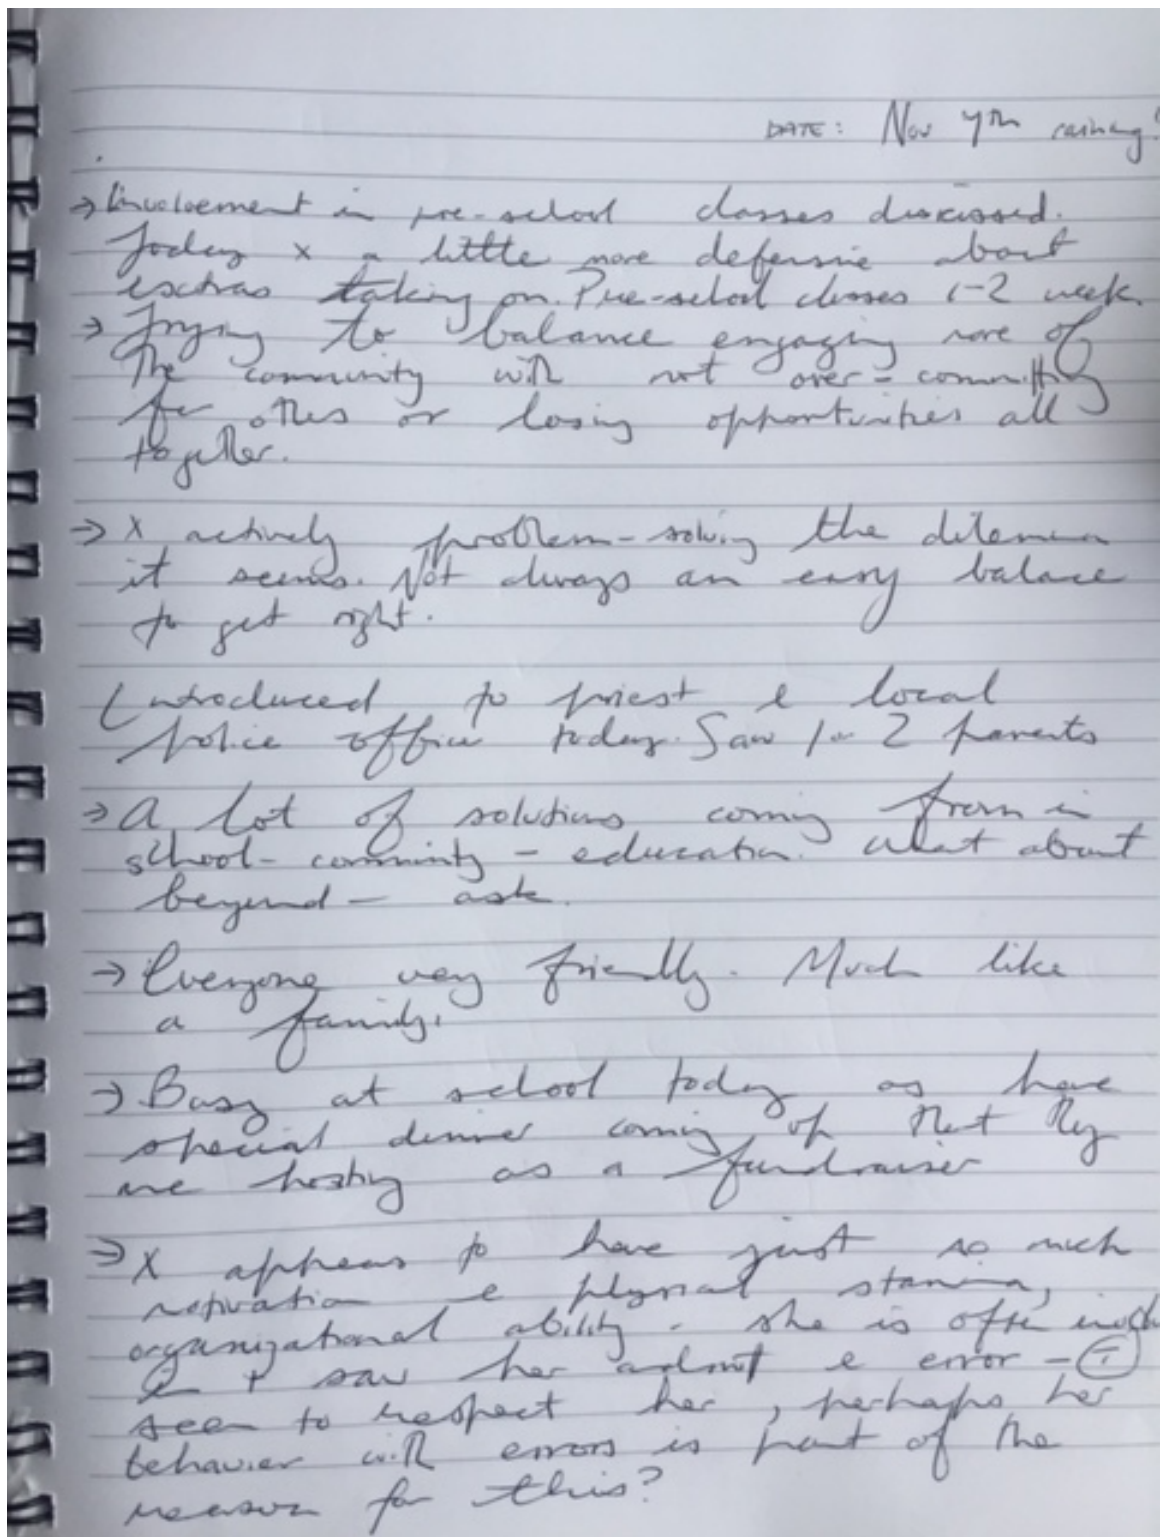 DATE: Nov 4th raining!
→ Involvement in pre-school classes discussed.
Today x a little more defensive about
extras taking on. Pre-school classes 1-2 week.
→ Trying to balance engaging more of
the community with not over-committing
for others or losing opportunities all
together.
→ X actively problem-solving the dilemma
it seems. Not always an easy balance
to get right.
Introduced to priest & local
police office today. Saw 1 or 2 parents
→ A lot of solutions coming from in
school - community - education. What about
beyond - ask.
→ Everyone very friendly. Much like
a family.
→ Busy at school today as have
special dinner coming up that they
are hosting as a fundraiser
→ X appears to have just so much
motivation & physical stamina,
organizational ability. She is often
& I saw her admit & error - T
seem to respect her, perhaps her
behavior with errors is part of the
reason for this?